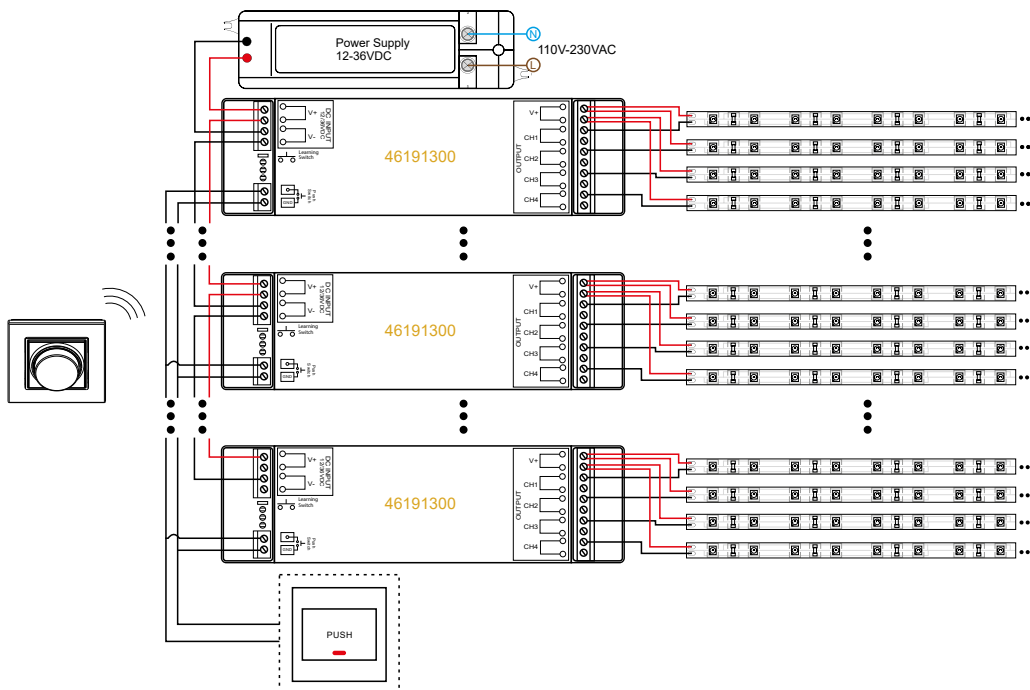 Power Supply
12-36VDC
N
L
110V-230VAC
V+
V-
DC INPUT
12-36VDC
Learning
Switch
Push
Switch
GND
46191300
OUTPUT
V+
CH1
CH2
CH3
CH4
V+
V-
DC INPUT
12-36VDC
Learning
Switch
Push
Switch
GND
46191300
OUTPUT
V+
CH1
CH2
CH3
CH4
V+
V-
DC INPUT
12-36VDC
Learning
Switch
Push
Switch
GND
46191300
OUTPUT
V+
CH1
CH2
CH3
CH4
PUSH